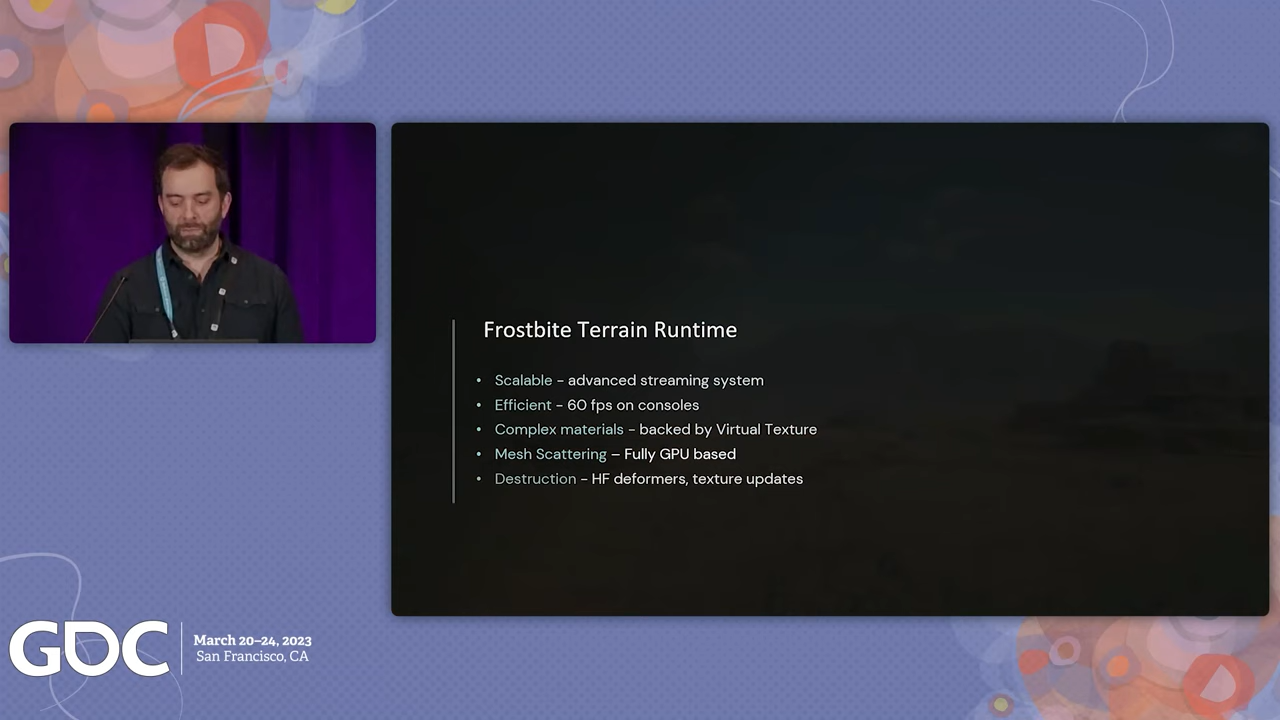 Frostbite Terrain Runtime
• Scalable - advanced streaming system
• Efficient - 60 fps on consoles
• Complex materials - backed by Virtual Texture
• Mesh Scattering – Fully GPU based
• Destruction - HF deformers, texture updates
GDC
March 20–24, 2023
San Francisco, CA